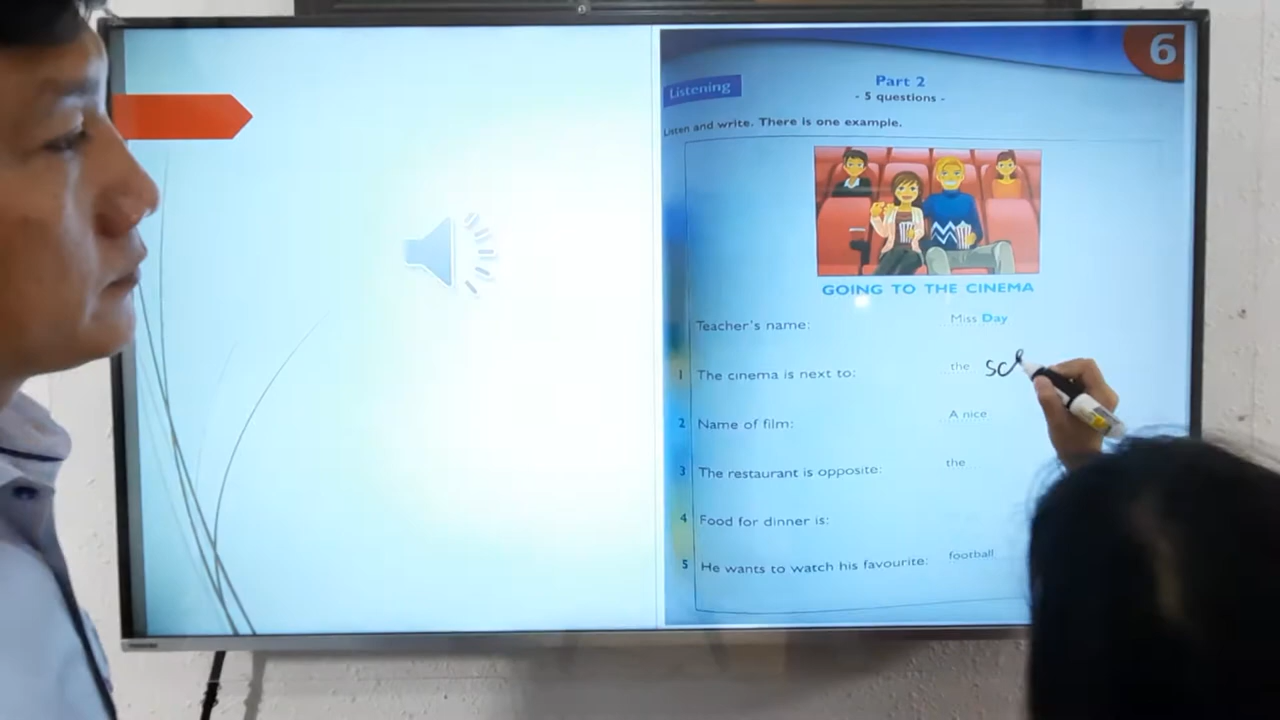 6
Listening
Part 2
- 5 questions -
Listen and write. There is one example.
GOING TO THE CINEMA
Teacher's name: Miss Day
1 The cinema is next to: the sch
2 Name of film: A nice
3 The restaurant is opposite: the
4 Food for dinner is:
5 He wants to watch his favourite: football